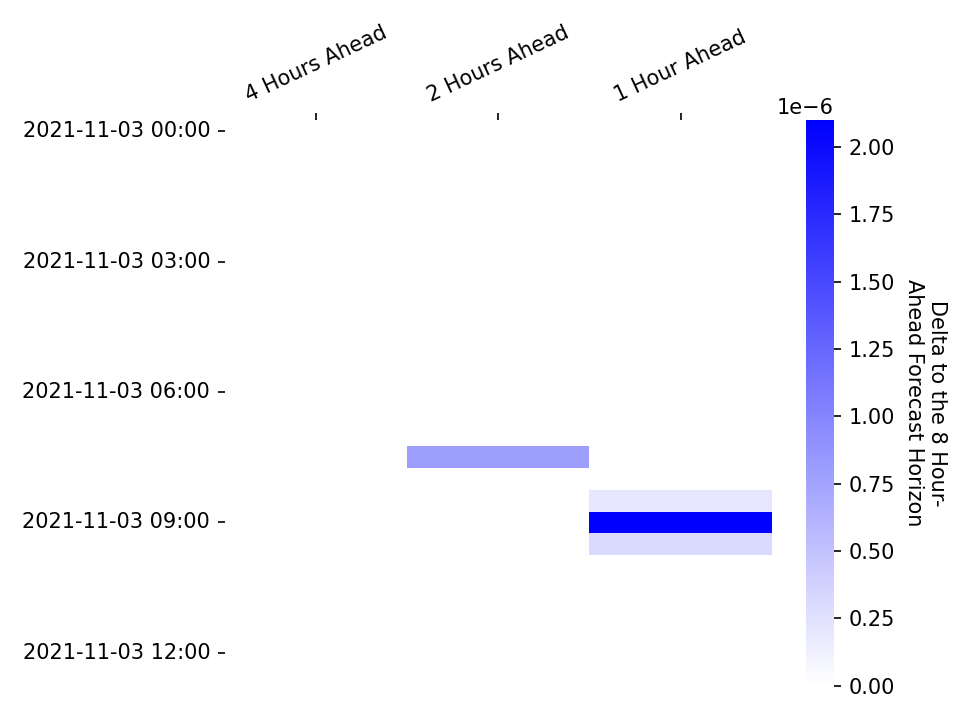 4 Hours Ahead
2 Hours Ahead
1 Hour Ahead
2021-11-03 00:00
2021-11-03 03:00
2021-11-03 06:00
2021-11-03 09:00
2021-11-03 12:00
1e−6
2.00
1.75
1.50
1.25
1.00
0.75
0.50
0.25
0.00
Delta to the 8 Hour-
Ahead Forecast Horizon